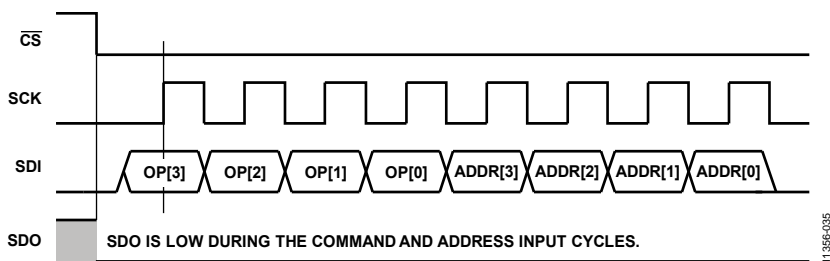 CS
SCK
SDI
OP[3] OP[2] OP[1] OP[0] ADDR[3] ADDR[2] ADDR[1] ADDR[0]
SDO
SDO IS LOW DURING THE COMMAND AND ADDRESS INPUT CYCLES.
11356-035